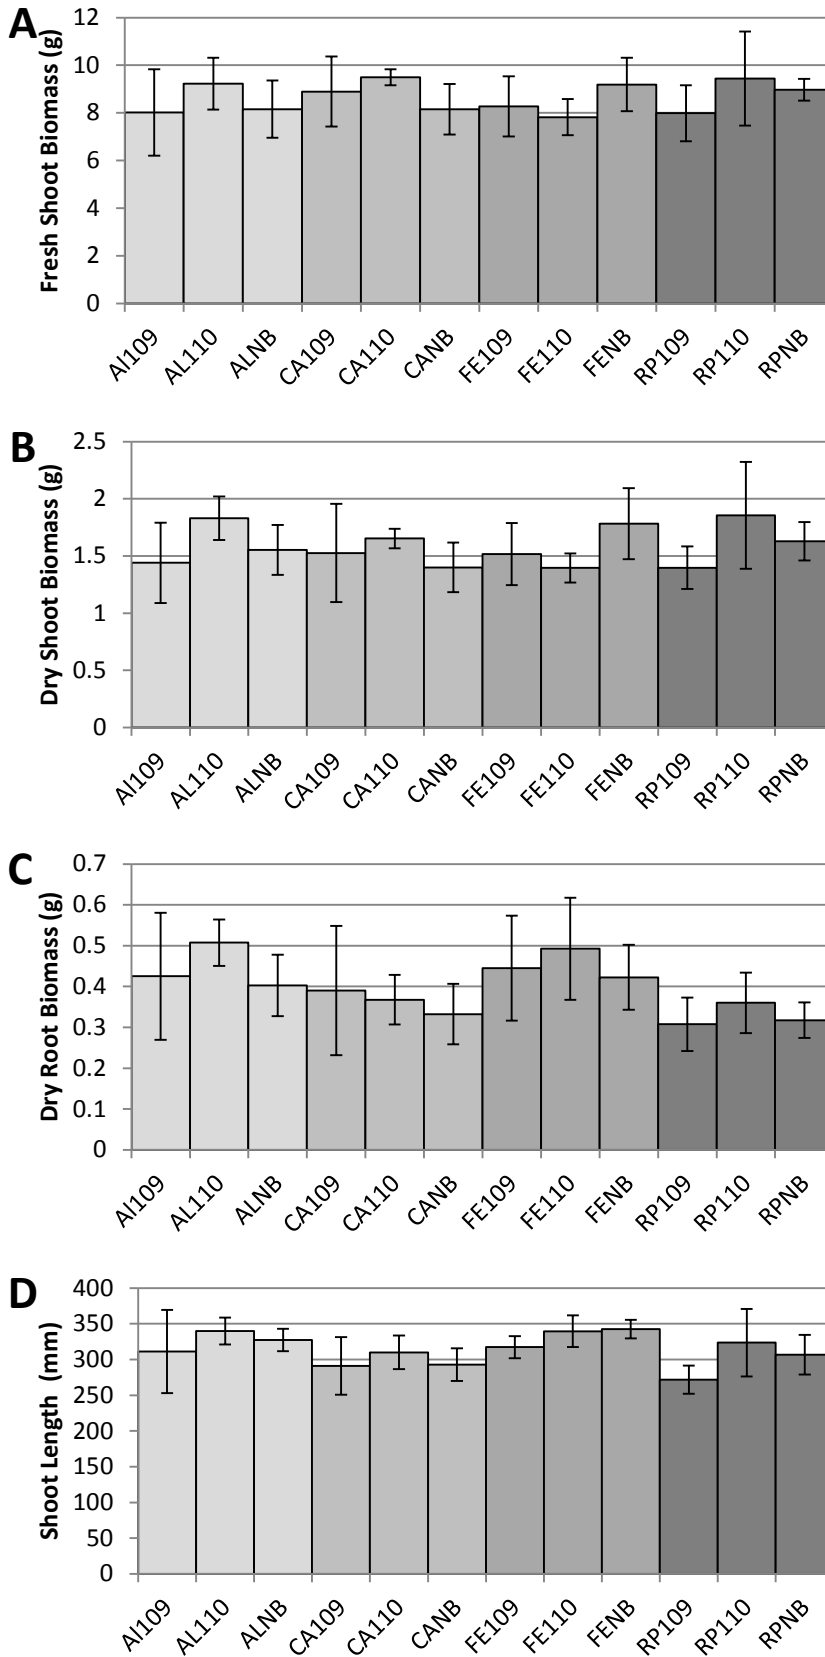 A
Fresh Shoot Biomass (g)
12
10
8
6
4
2
0
AI109 AL110 ALNB CA109 CA110 CANB FE109 FE110 FENB RP109 RP110 RPNB
B
Dry Shoot Biomass (g)
2.5
2
1.5
1
0.5
0
AI109 AL110 ALNB CA109 CA110 CANB FE109 FE110 FENB RP109 RP110 RPNB
C
Dry Root Biomass (g)
0.7
0.6
0.5
0.4
0.3
0.2
0.1
0
AI109 AL110 ALNB CA109 CA110 CANB FE109 FE110 FENB RP109 RP110 RPNB
D
Shoot Length (mm)
400
350
300
250
200
150
100
50
0
AI109 AL110 ALNB CA109 CA110 CANB FE109 FE110 FENB RP109 RP110 RPNB